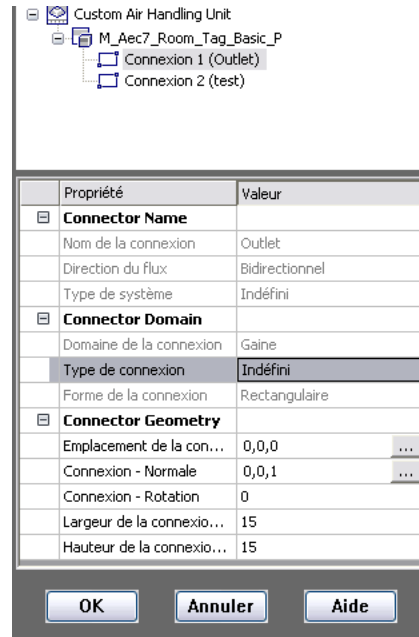 Custom Air Handling Unit
M_Aec7_Room_Tag_Basic_P
Connexion 1 (Outlet)
Connexion 2 (test)
Propriété Valeur
Connector Name
Nom de la connexion Outlet
Direction du flux Bidirectionnel
Type de système Indéfini
Connector Domain
Domaine de la connexion Gaine
Type de connexion Indéfini
Forme de la connexion Rectangulaire
Connector Geometry
Emplacement de la con... 0,0,0 ...
Connexion - Normale 0,0,1 ...
Connexion - Rotation 0
Largeur de la connexio... 15
Hauteur de la connexio... 15
OK Annuler Aide